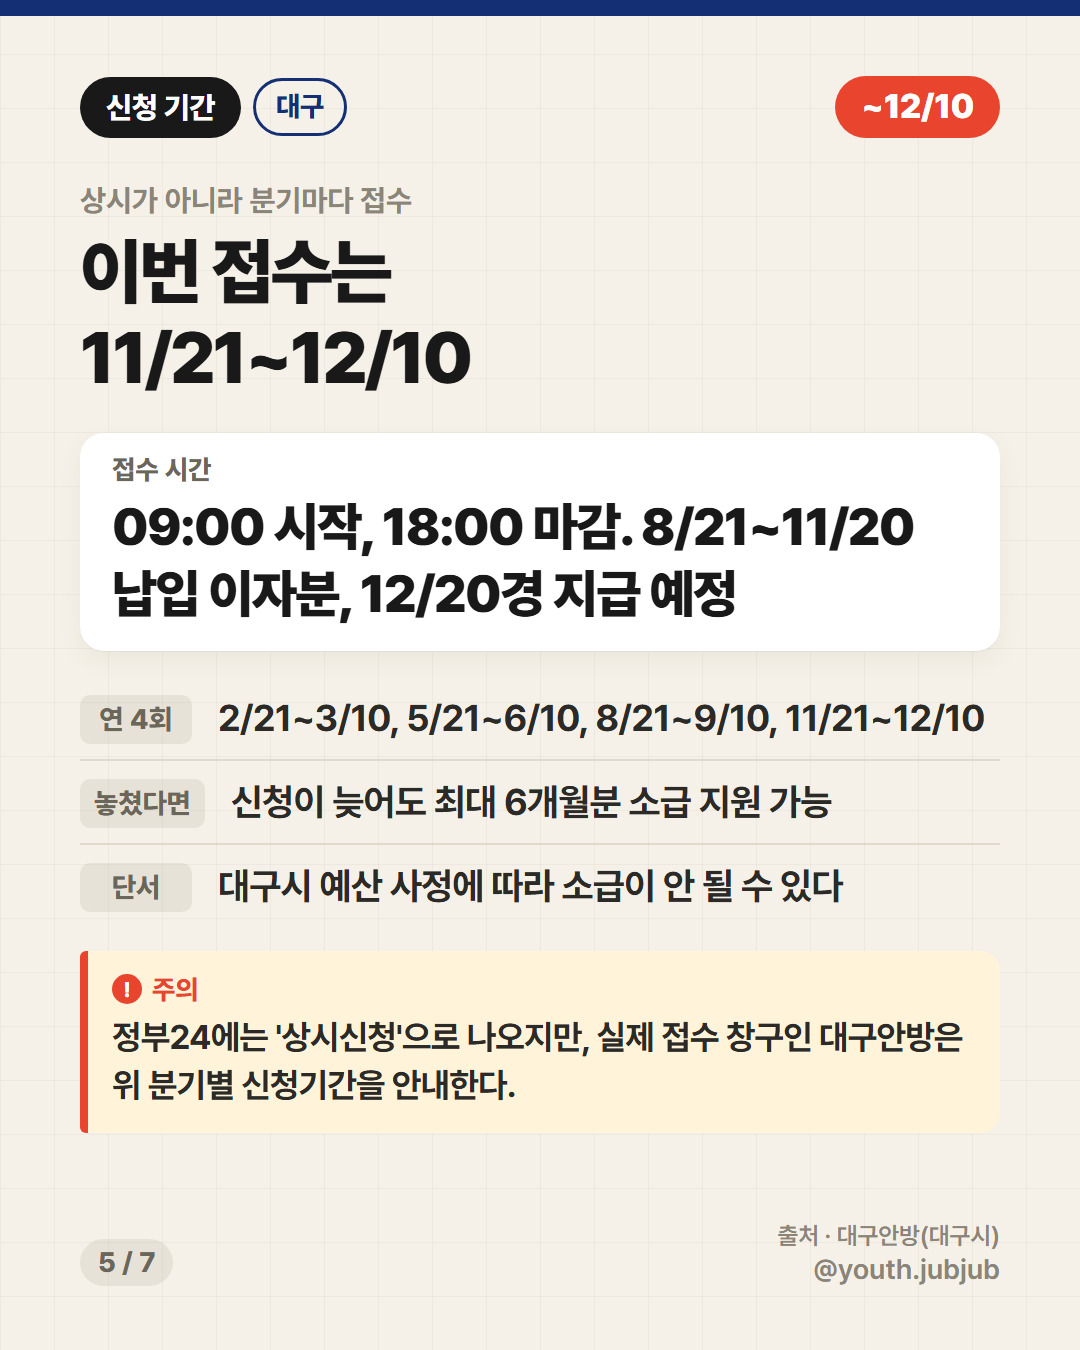 신청 기간
대구
~12/10
상시가 아니라 분기마다 접수
이번 접수는
11/21~12/10
접수 시간
09:00 시작, 18:00 마감. 8/21~11/20
납입 이자분, 12/20경 지급 예정
연 4회 2/21~3/10, 5/21~6/10, 8/21~9/10, 11/21~12/10
놓쳤다면 신청이 늦어도 최대 6개월분 소급 지원 가능
단서 대구시 예산 사정에 따라 소급이 안 될 수 있다
! 주의
정부24에는 '상시신청'으로 나오지만, 실제 접수 창구인 대구안방은
위 분기별 신청기간을 안내한다.
5 / 7
출처 · 대구안방(대구시)
@youth.jubjub